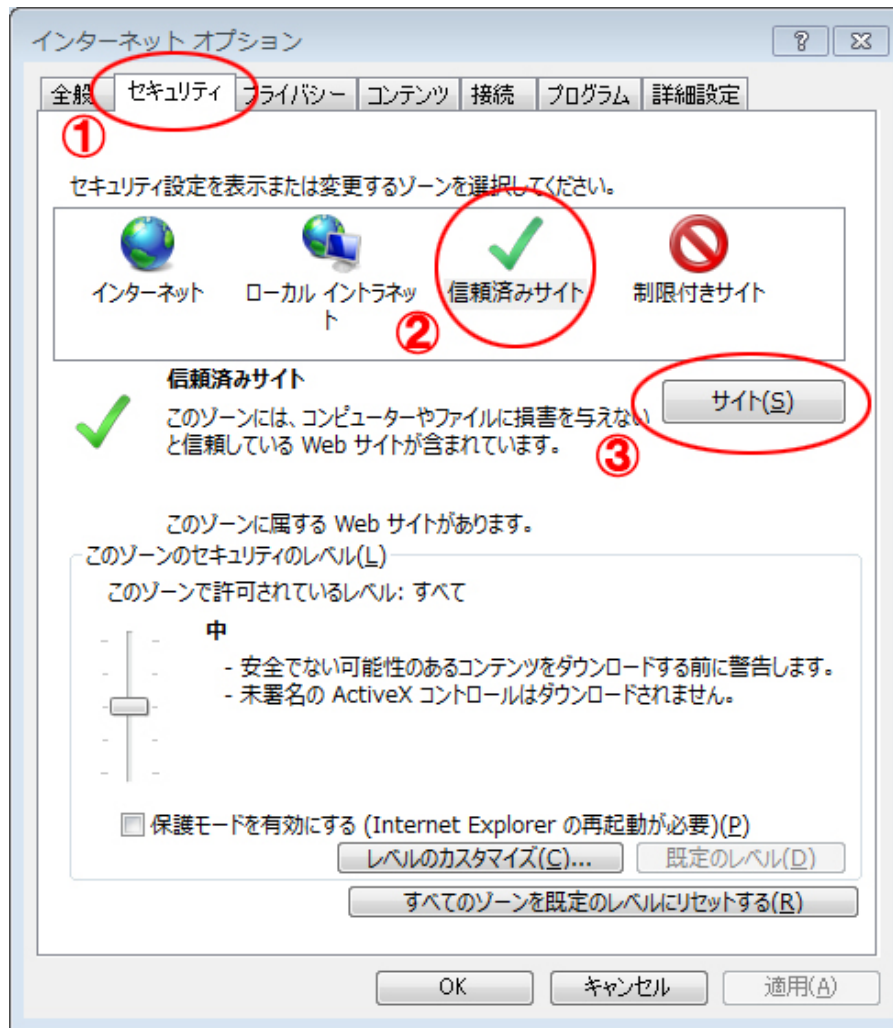 インターネット オプション
全般 セキュリティ プライバシー コンテンツ 接続 プログラム 詳細設定
①
セキュリティ設定を表示または変更するゾーンを選択してください。
インターネット
ローカル イントラネッ
ト
信頼済みサイト
制限付きサイト
②
信頼済みサイト
サイト(S)
このゾーンには、コンピューターやファイルに損害を与えない
と信頼している Web サイトが含まれています。
③
このゾーンに属する Web サイトがあります。
このゾーンのセキュリティのレベル(L)
このゾーンで許可されているレベル: すべて
中
- 安全でない可能性のあるコンテンツをダウンロードする前に警告します。
- 未署名の ActiveX コントロールはダウンロードされません。
保護モードを有効にする (Internet Explorer の再起動が必要)(P)
レベルのカスタマイズ(C)... 既定のレベル(D)
すべてのゾーンを既定のレベルにリセットする(R)
OK キャンセル 適用(A)